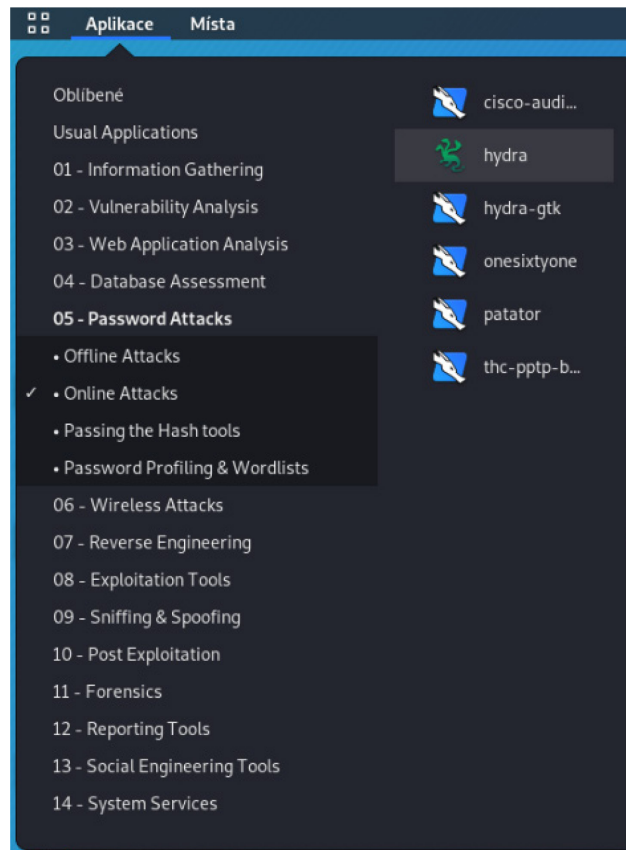 Aplikace Místa
Oblíbené
Usual Applications
01 - Information Gathering
02 - Vulnerability Analysis
03 - Web Application Analysis
04 - Database Assessment
05 - Password Attacks
• Offline Attacks
✓ • Online Attacks
• Passing the Hash tools
• Password Profiling & Wordlists
06 - Wireless Attacks
07 - Reverse Engineering
08 - Exploitation Tools
09 - Sniffing & Spoofing
10 - Post Exploitation
11 - Forensics
12 - Reporting Tools
13 - Social Engineering Tools
14 - System Services
cisco-audi...
hydra
hydra-gtk
onesixtyone
patator
thc-pptp-b...